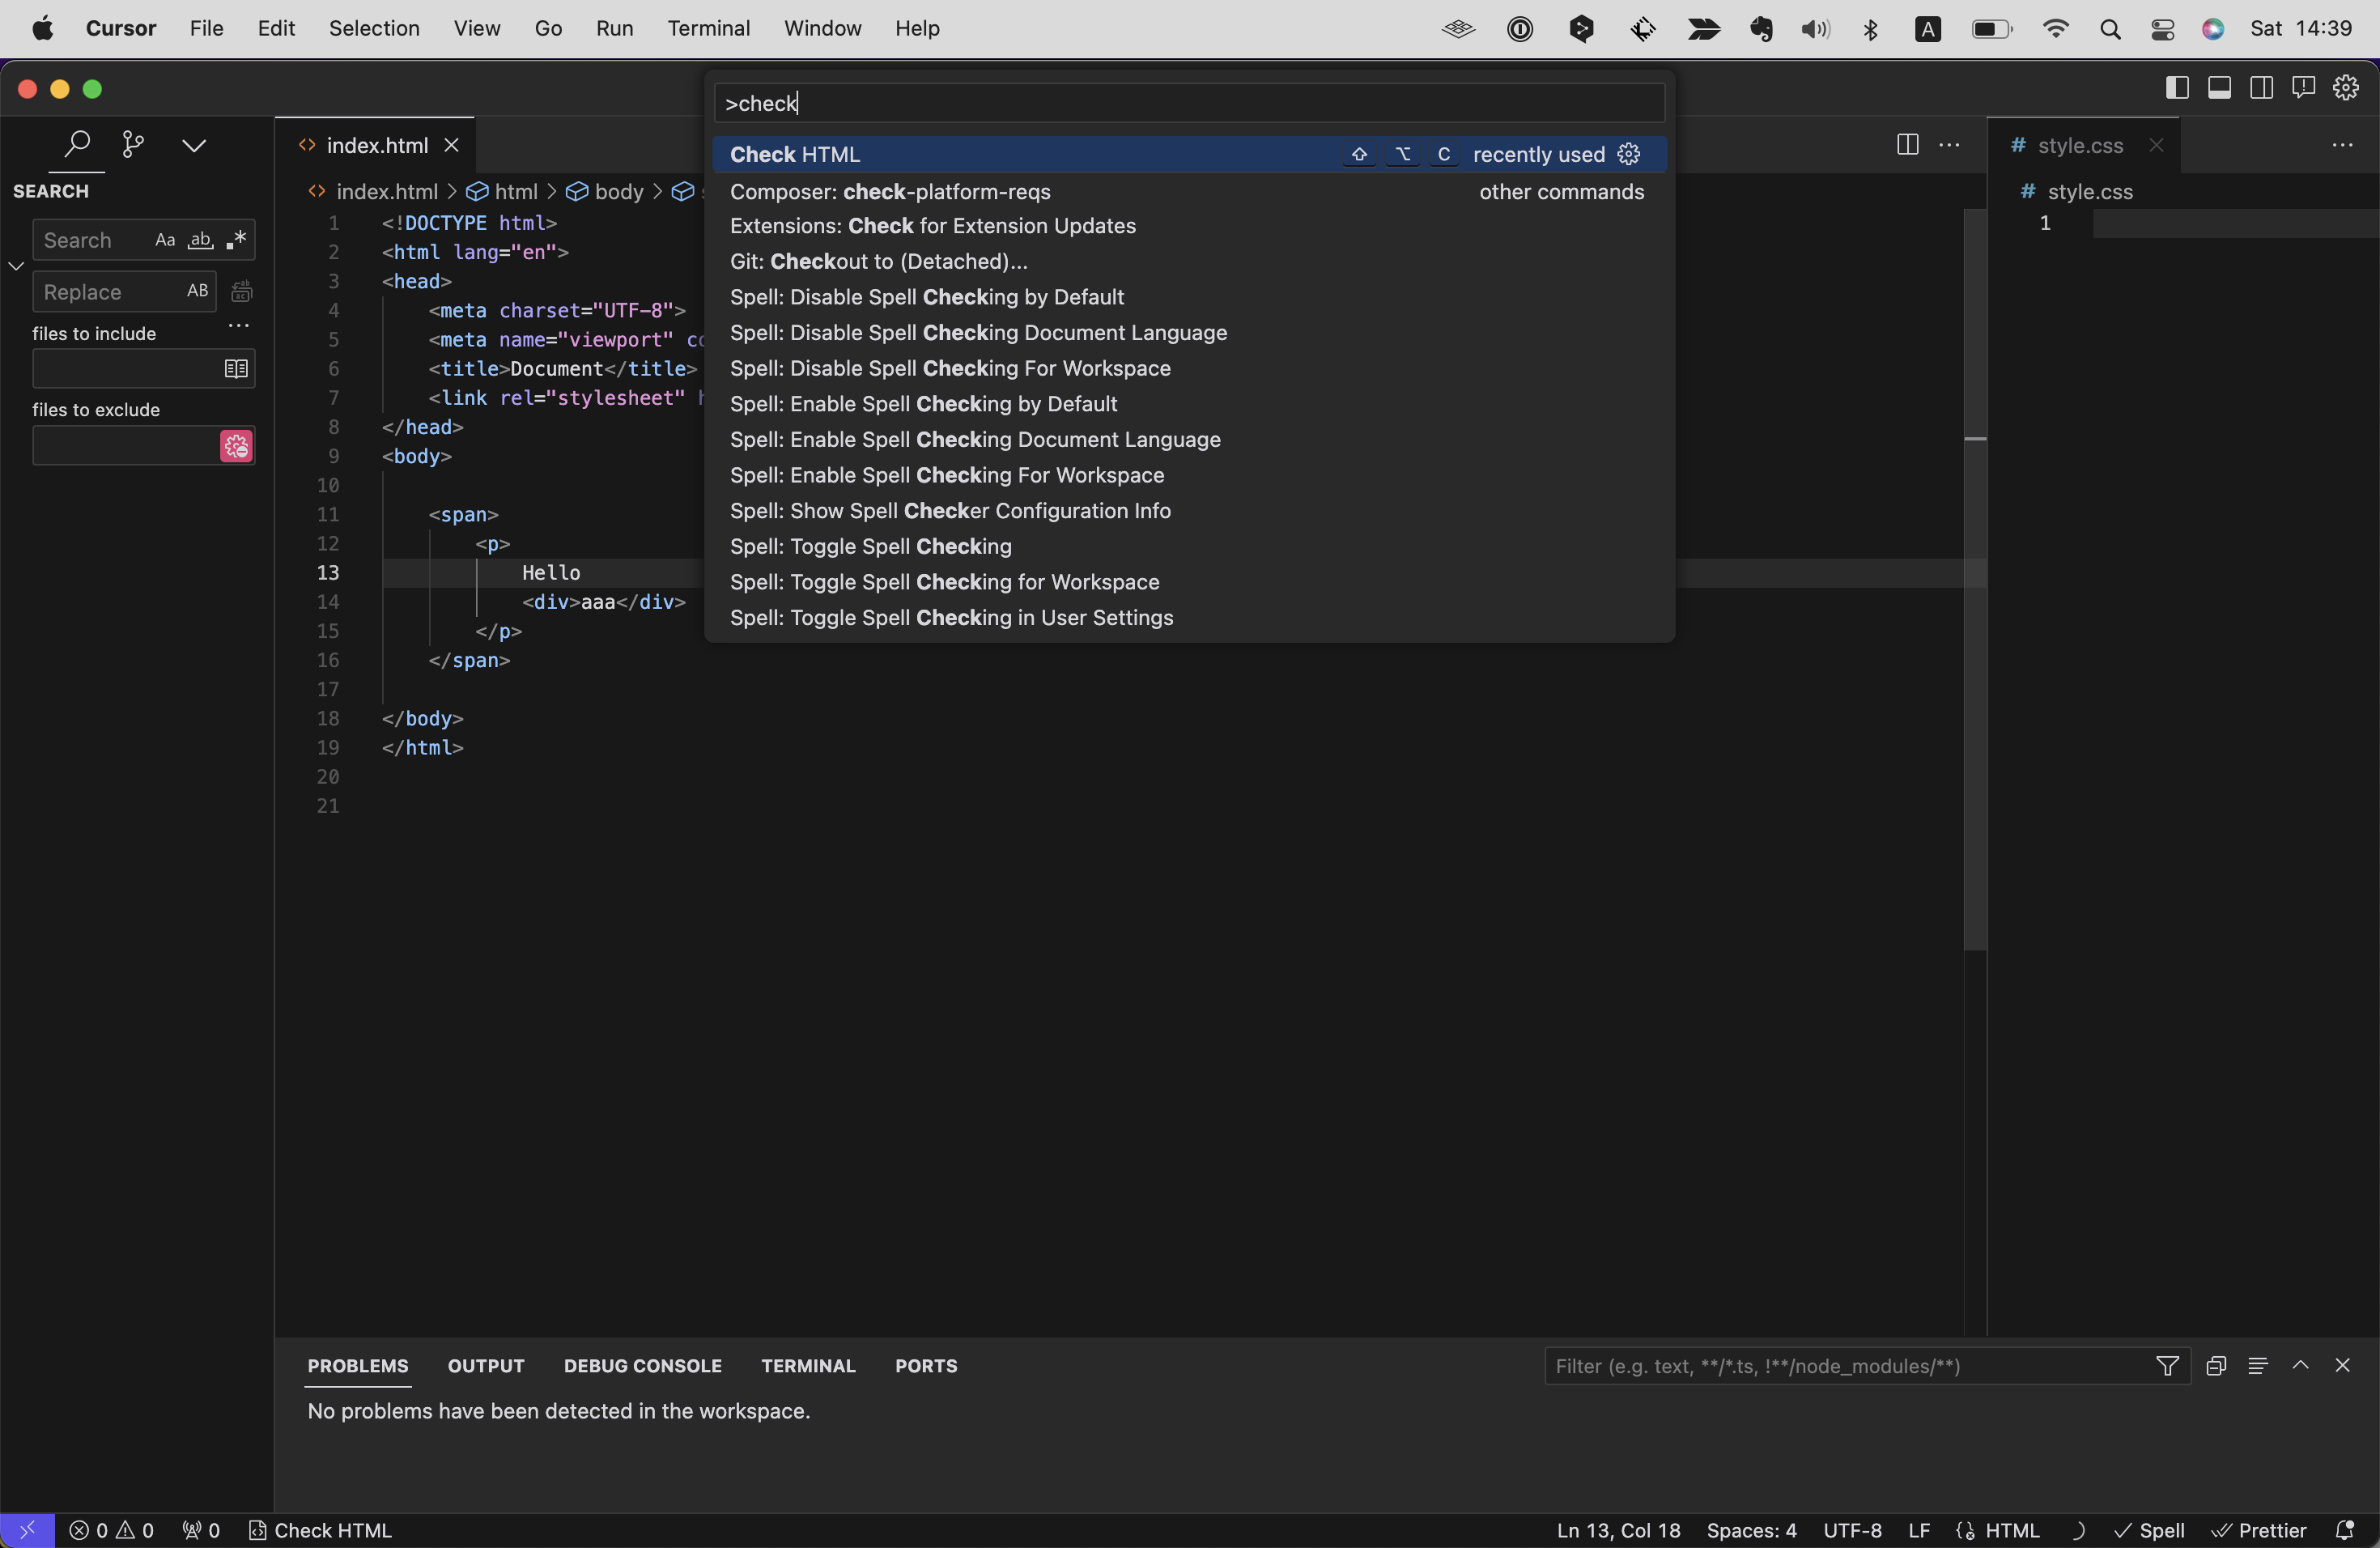 Cursor File Edit Selection View Go Run Terminal Window Help A Sat 14:39
>check
Check HTML C recently used
Composer: check-platform-reqs other commands
Extensions: Check for Extension Updates
Git: Checkout to (Detached)...
Spell: Disable Spell Checking by Default
Spell: Disable Spell Checking Document Language
Spell: Disable Spell Checking For Workspace
Spell: Enable Spell Checking by Default
Spell: Enable Spell Checking Document Language
Spell: Enable Spell Checking For Workspace
Spell: Show Spell Checker Configuration Info
Spell: Toggle Spell Checking
Spell: Toggle Spell Checking for Workspace
Spell: Toggle Spell Checking in User Settings
SEARCH
Search Aa ab
Replace AB
files to include
files to exclude
index.html
index.html > html > body >
1 <!DOCTYPE html>
2 <html lang="en">
3 <head>
4 <meta charset="UTF-8">
5 <meta name="viewport"
6 <title>Document</title>
7 <link rel="stylesheet"
8 </head>
9 <body>
10
11 <span>
12 <p>
13 Hello
14 <div>aaa</div>
15 </p>
16 </span>
17
18 </body>
19 </html>
20
21
# style.css
# style.css
1
PROBLEMS OUTPUT DEBUG CONSOLE TERMINAL PORTS
Filter (e.g. text, **/*.ts, !**/node_modules/**)
No problems have been detected in the workspace.
0 0 0 Check HTML Ln 13, Col 18 Spaces: 4 UTF-8 LF HTML Spell Prettier